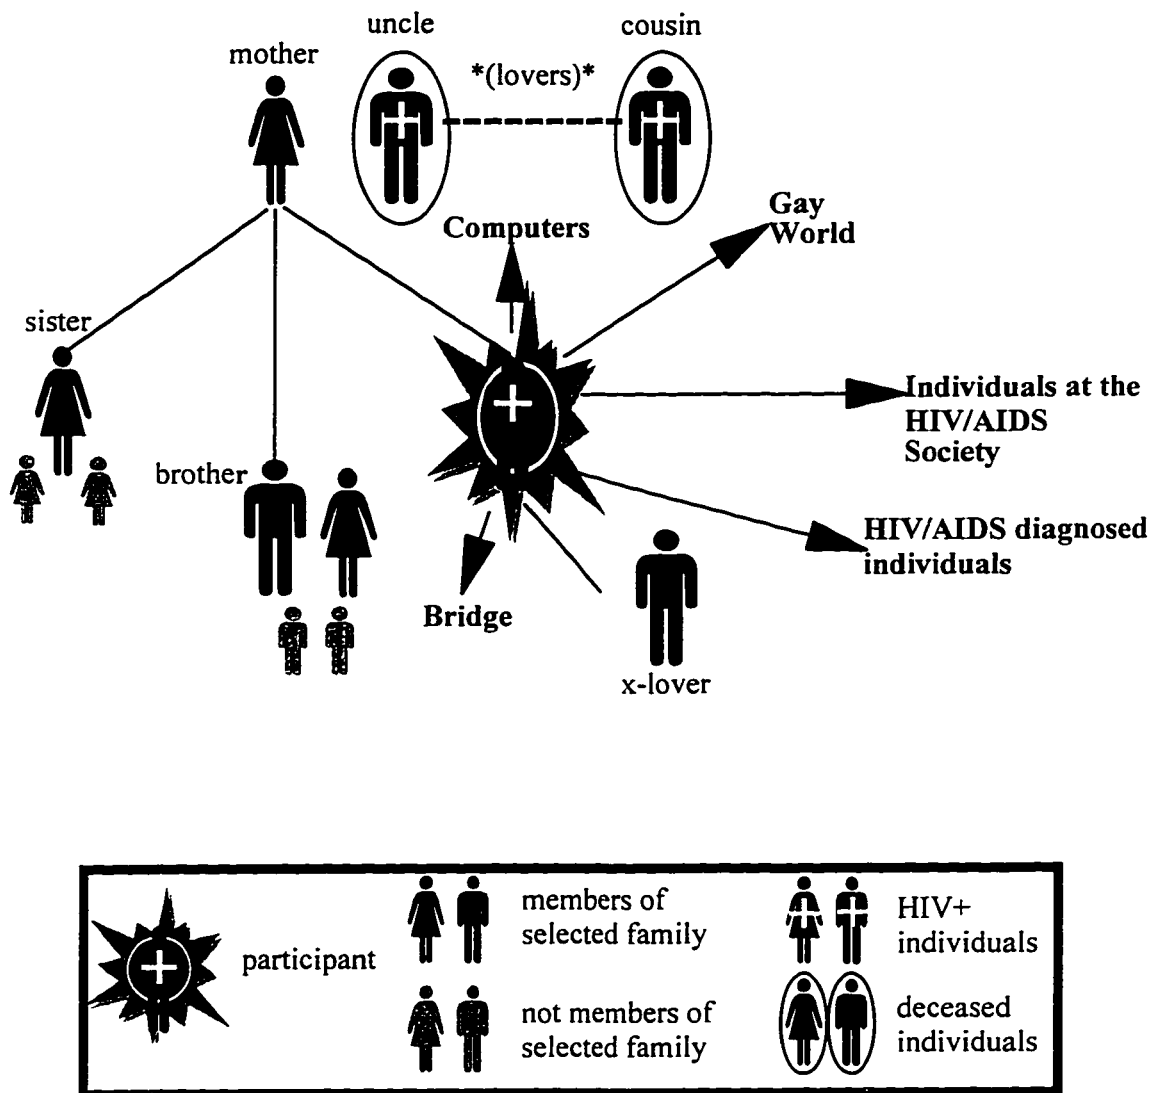 uncle
cousin
mother
*(lovers)*
Gay
World
Computers
sister
Individuals at the
HIV/AIDS
Society
brother
HIV/AIDS diagnosed
individuals
Bridge
x-lover
participant
members of
selected family
HIV+
individuals
not members of
selected family
deceased
individuals